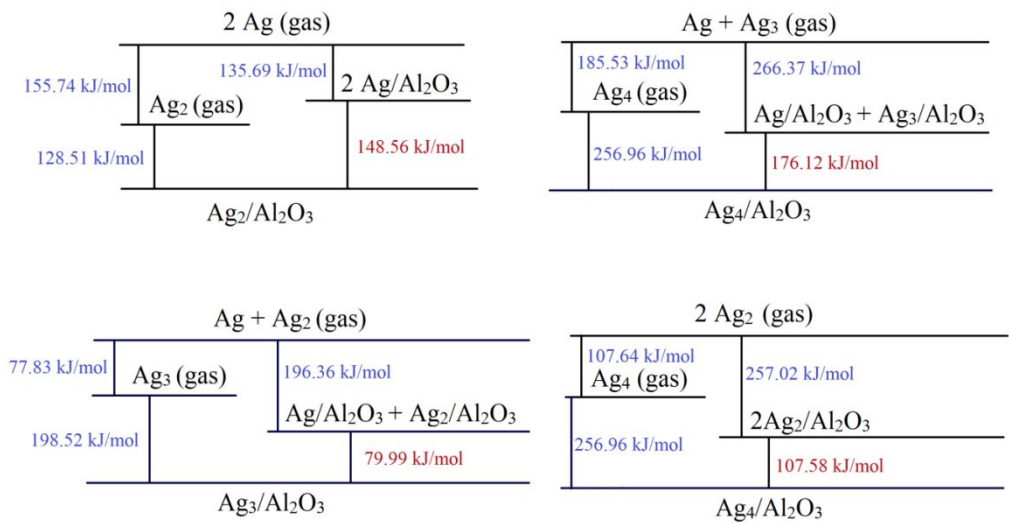 2 Ag (gas)
155.74 kJ/mol
135.69 kJ/mol
2 Ag/Al₂O₃
Ag₂ (gas)
128.51 kJ/mol
148.56 kJ/mol
Ag₂/Al₂O₃
Ag + Ag₃ (gas)
185.53 kJ/mol
266.37 kJ/mol
Ag₄ (gas)
Ag/Al₂O₃ + Ag₃/Al₂O₃
256.96 kJ/mol
176.12 kJ/mol
Ag₄/Al₂O₃
Ag + Ag₂ (gas)
77.83 kJ/mol
Ag₃ (gas)
196.36 kJ/mol
Ag/Al₂O₃ + Ag₂/Al₂O₃
198.52 kJ/mol
79.99 kJ/mol
Ag₃/Al₂O₃
2 Ag₂ (gas)
107.64 kJ/mol
Ag₄ (gas)
257.02 kJ/mol
2Ag₂/Al₂O₃
256.96 kJ/mol
107.58 kJ/mol
Ag₄/Al₂O₃